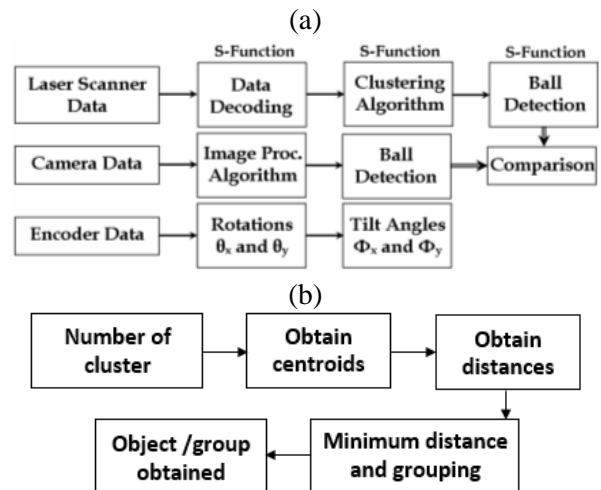 (a)
S-Function S-Function S-Function
Laser Scanner
Data
Data
Decoding
Clustering
Algorithm
Ball
Detection
Camera Data
Image Proc.
Algorithm
Ball
Detection
Comparison
Encoder Data
Rotations
θx and θy
Tilt Angles
Φx and Φy
(b)
Number of
cluster
Obtain
centroids
Obtain
distances
Object /group
obtained
Minimum distance
and grouping